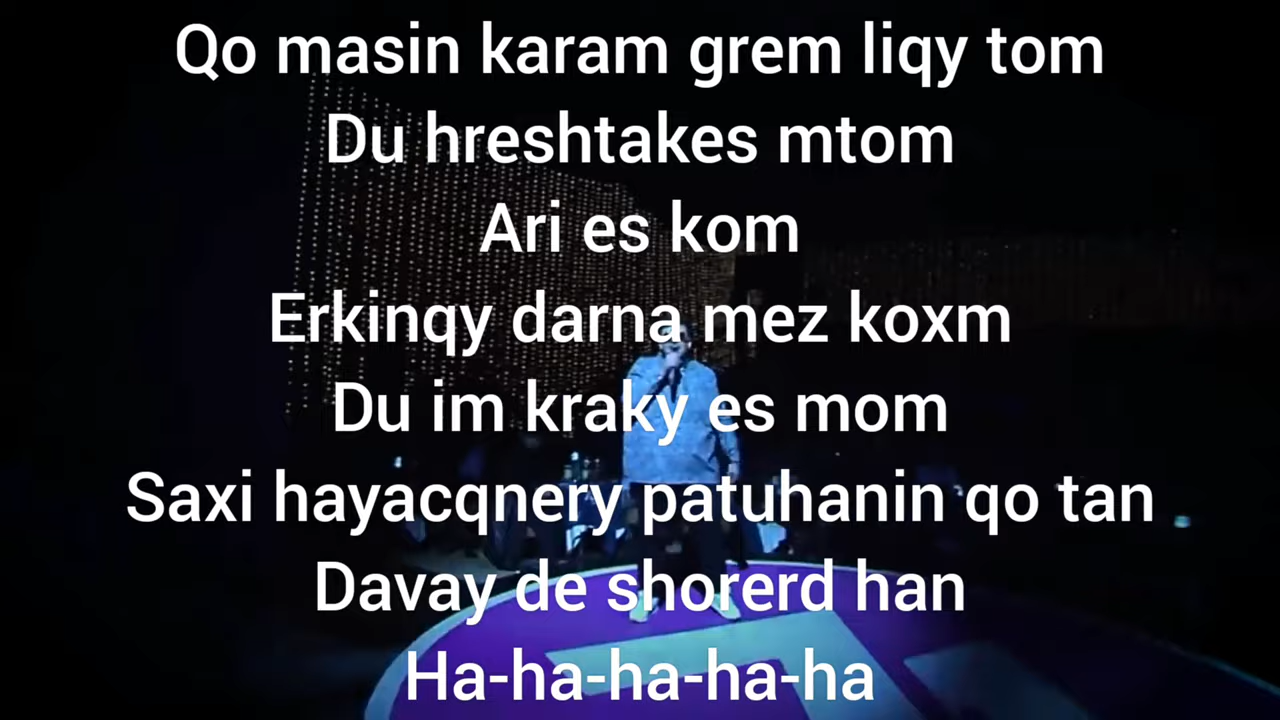 Qo masin karam grem liqy tom
Du hreshtakes mtom
Ari es kom
Erkinqy darna mez koxm
Du im kraky es mom
Saxi hayacqnery patuhanin qo tan
Davay de shorerd han
Ha-ha-ha-ha-ha